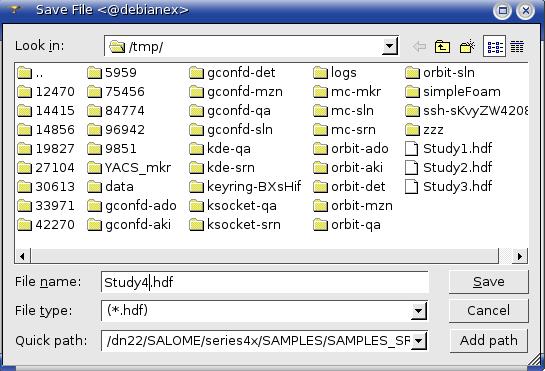 Save File <@debianex>
Look in: /tmp/
.. 5959 gconfd-det logs orbit-sln
12470 75456 gconfd-mzn mc-mkr simpleFoam
14415 84774 gconfd-qa mc-sln ssh-sKvyZW4208
14856 96942 gconfd-sln mc-srn zzz
19827 9851 kde-qa orbit-ado Study1.hdf
27104 YACS_mkr kde-srn orbit-aki Study2.hdf
30613 data keyring-BXsHif orbit-det Study3.hdf
33971 gconfd-ado ksocket-qa orbit-mzn
42270 gconfd-aki ksocket-srn orbit-qa
File name: Study4.hdf Save
File type: (*.hdf) Cancel
Quick path: /dn22/SALOME/series4x/SAMPLES/SAMPLES_SR Add path